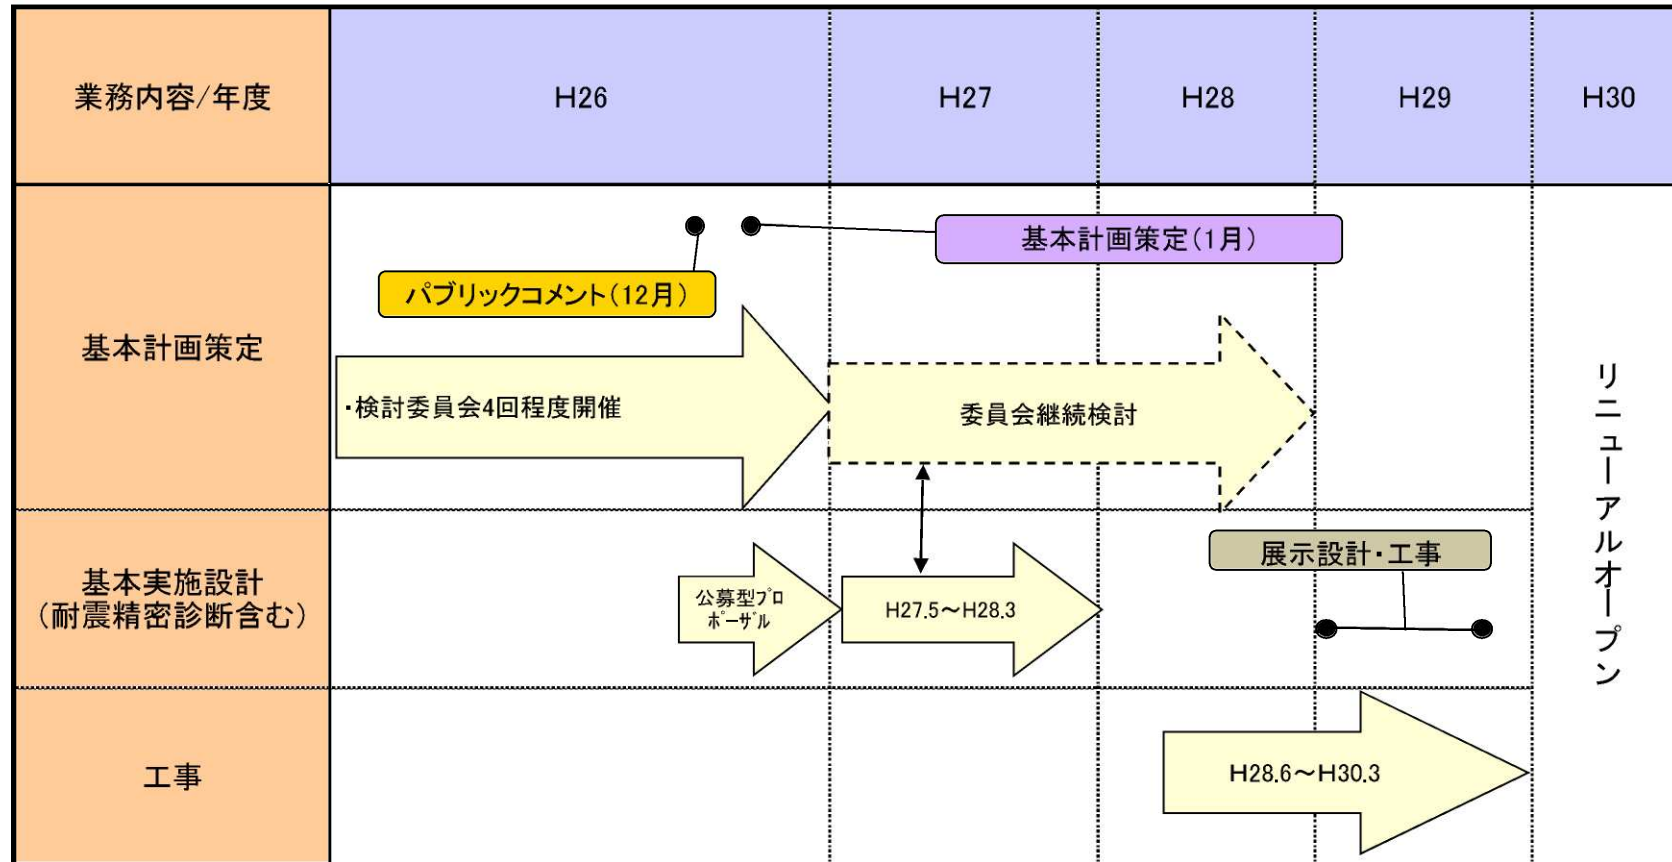 業務内容/年度
H26
H27
H28
H29
H30
基本計画策定
パブリックコメント（12月）
基本計画策定（1月）
・検討委員会4回程度開催
委員会継続検討
リニューアルオープン
基本実施設計
（耐震精密診断含む）
公募型ﾌﾟﾛ
ﾎﾟｰｻﾞﾙ
H27.5～H28.3
展示設計・工事
工事
H28.6～H30.3